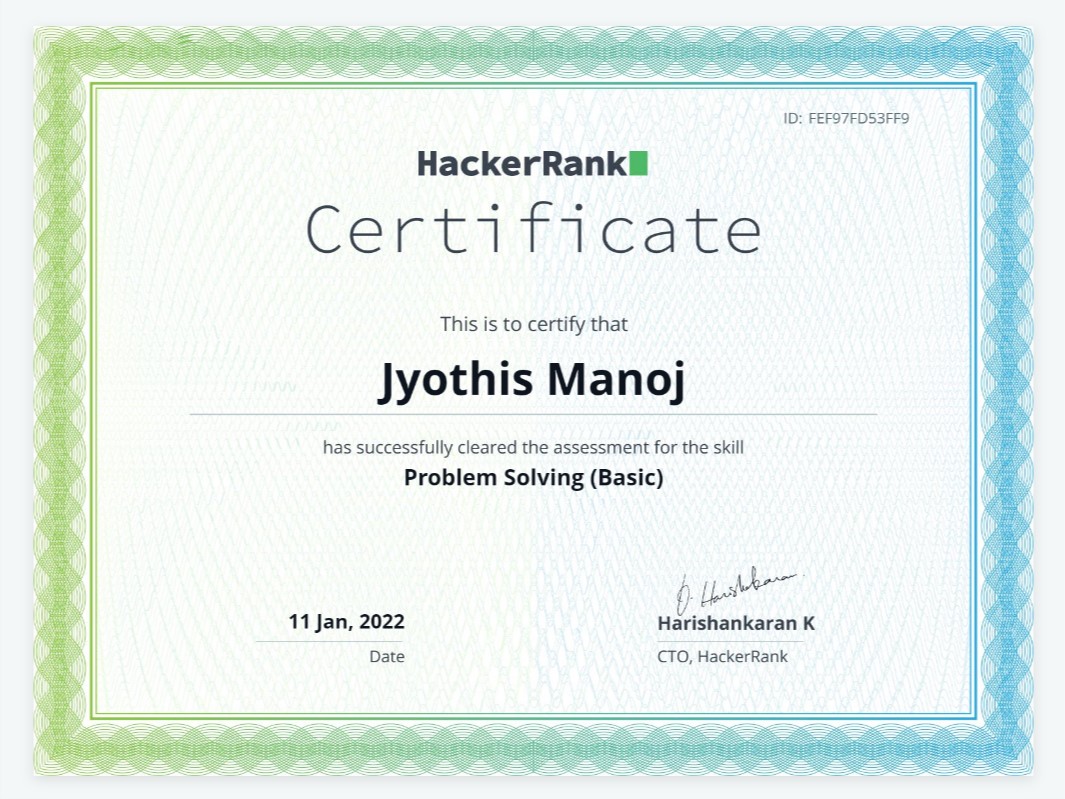 ID: FEF97FD53FF9
HackerRank
Certificate
This is to certify that
Jyothis Manoj
has successfully cleared the assessment for the skill
Problem Solving (Basic)
11 Jan, 2022
Date
Harishankaran K
CTO, HackerRank